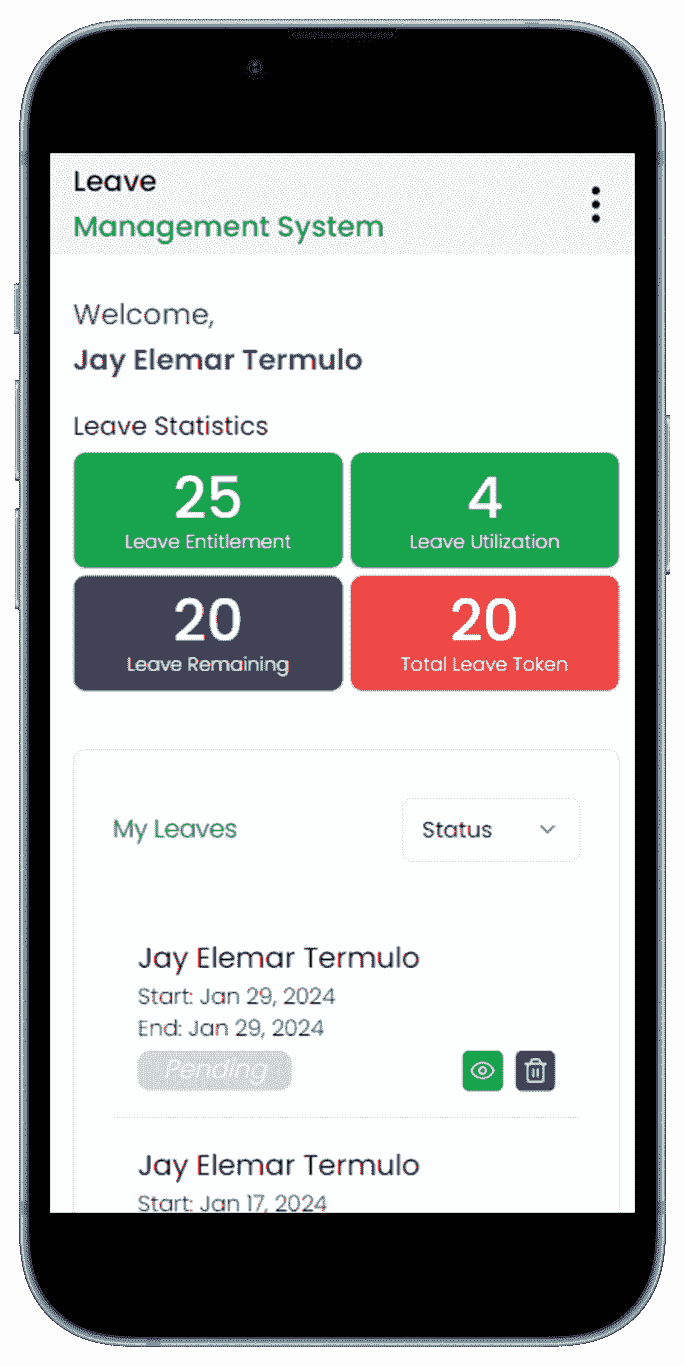 Leave
Management System
Welcome,
Jay Elemar Termulo
Leave Statistics
25
Leave Entitlement
4
Leave Utilization
20
Leave Remaining
20
Total Leave Token
My Leaves
Status
Jay Elemar Termulo
Start: Jan 29, 2024
End: Jan 29, 2024
Pending
Jay Elemar Termulo
Start: Jan 17, 2024